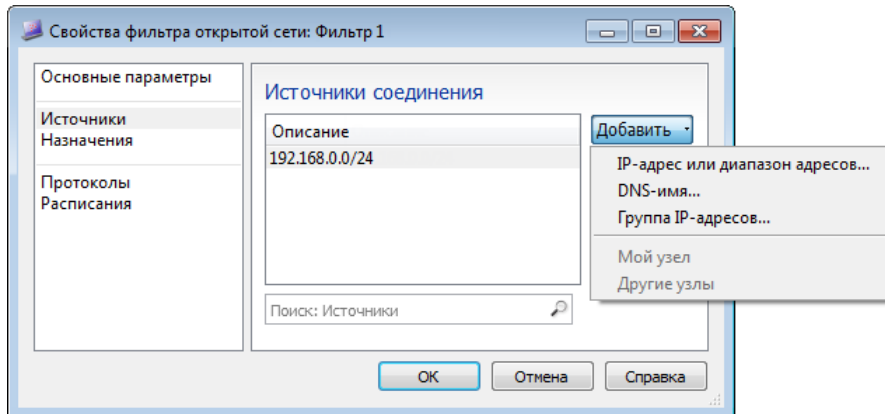 Свойства фильтра открытой сети: Фильтр 1
Основные параметры
Источники
Назначения
Протоколы
Расписания
Источники соединения
Описание
192.168.0.0/24
Поиск: Источники
Добавить
IP-адрес или диапазон адресов...
DNS-имя...
Группа IP-адресов...
Мой узел
Другие узлы
ОК
Отмена
Справка